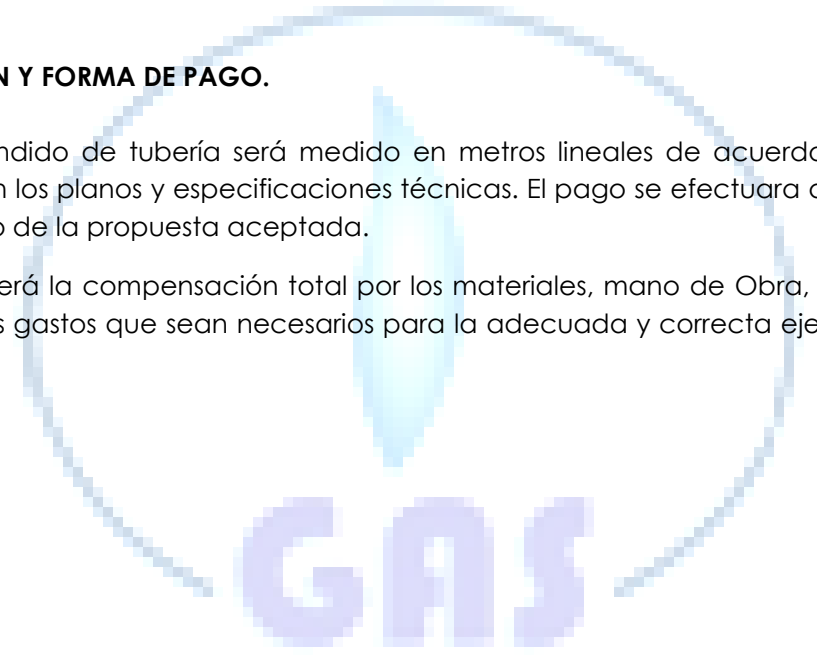 N Y FORMA DE PAGO.
ndido de tubería será medido en metros lineales de acuerdo
n los planos y especificaciones técnicas. El pago se efectuara
o de la propuesta aceptada.
erá la compensación total por los materiales, mano de Obra,
s gastos que sean necesarios para la adecuada y correcta eje
GAS